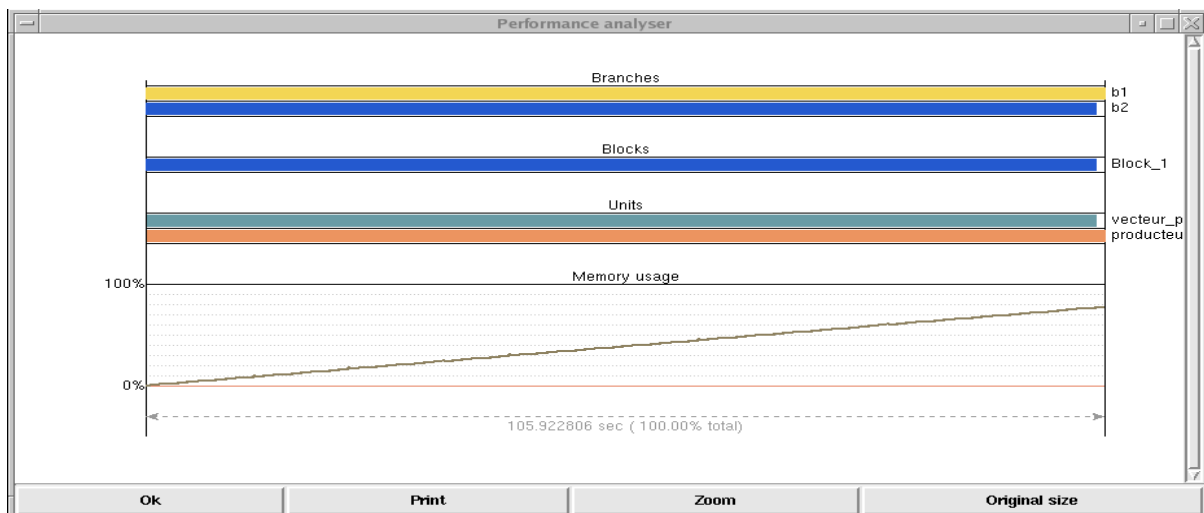 Performance analyser
Branches
b1
b2
Blocks
Block_1
Units
vecteur_p
producteu
Memory usage
100%
0%
105.922806 sec ( 100.00% total)
Ok Print Zoom Original size